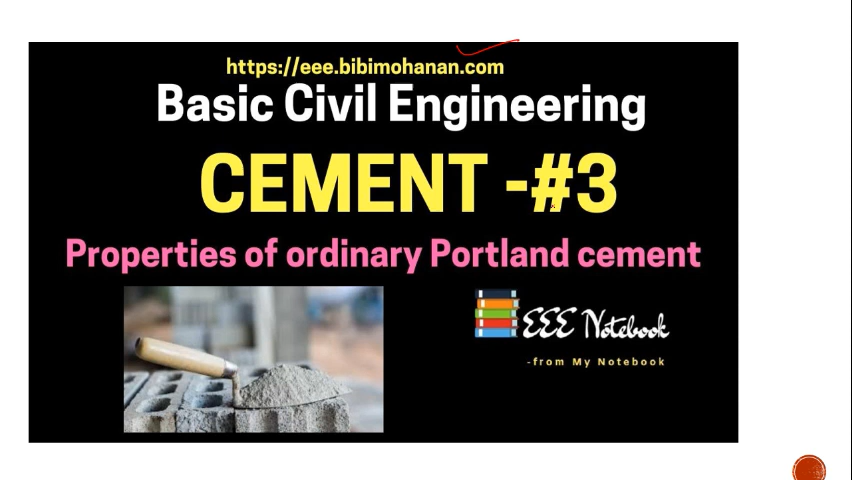 https://eee.bibimohanan.com
Basic Civil Engineering
CEMENT -#3
Properties of ordinary Portland cement
EEE Notebook
-from My Notebook